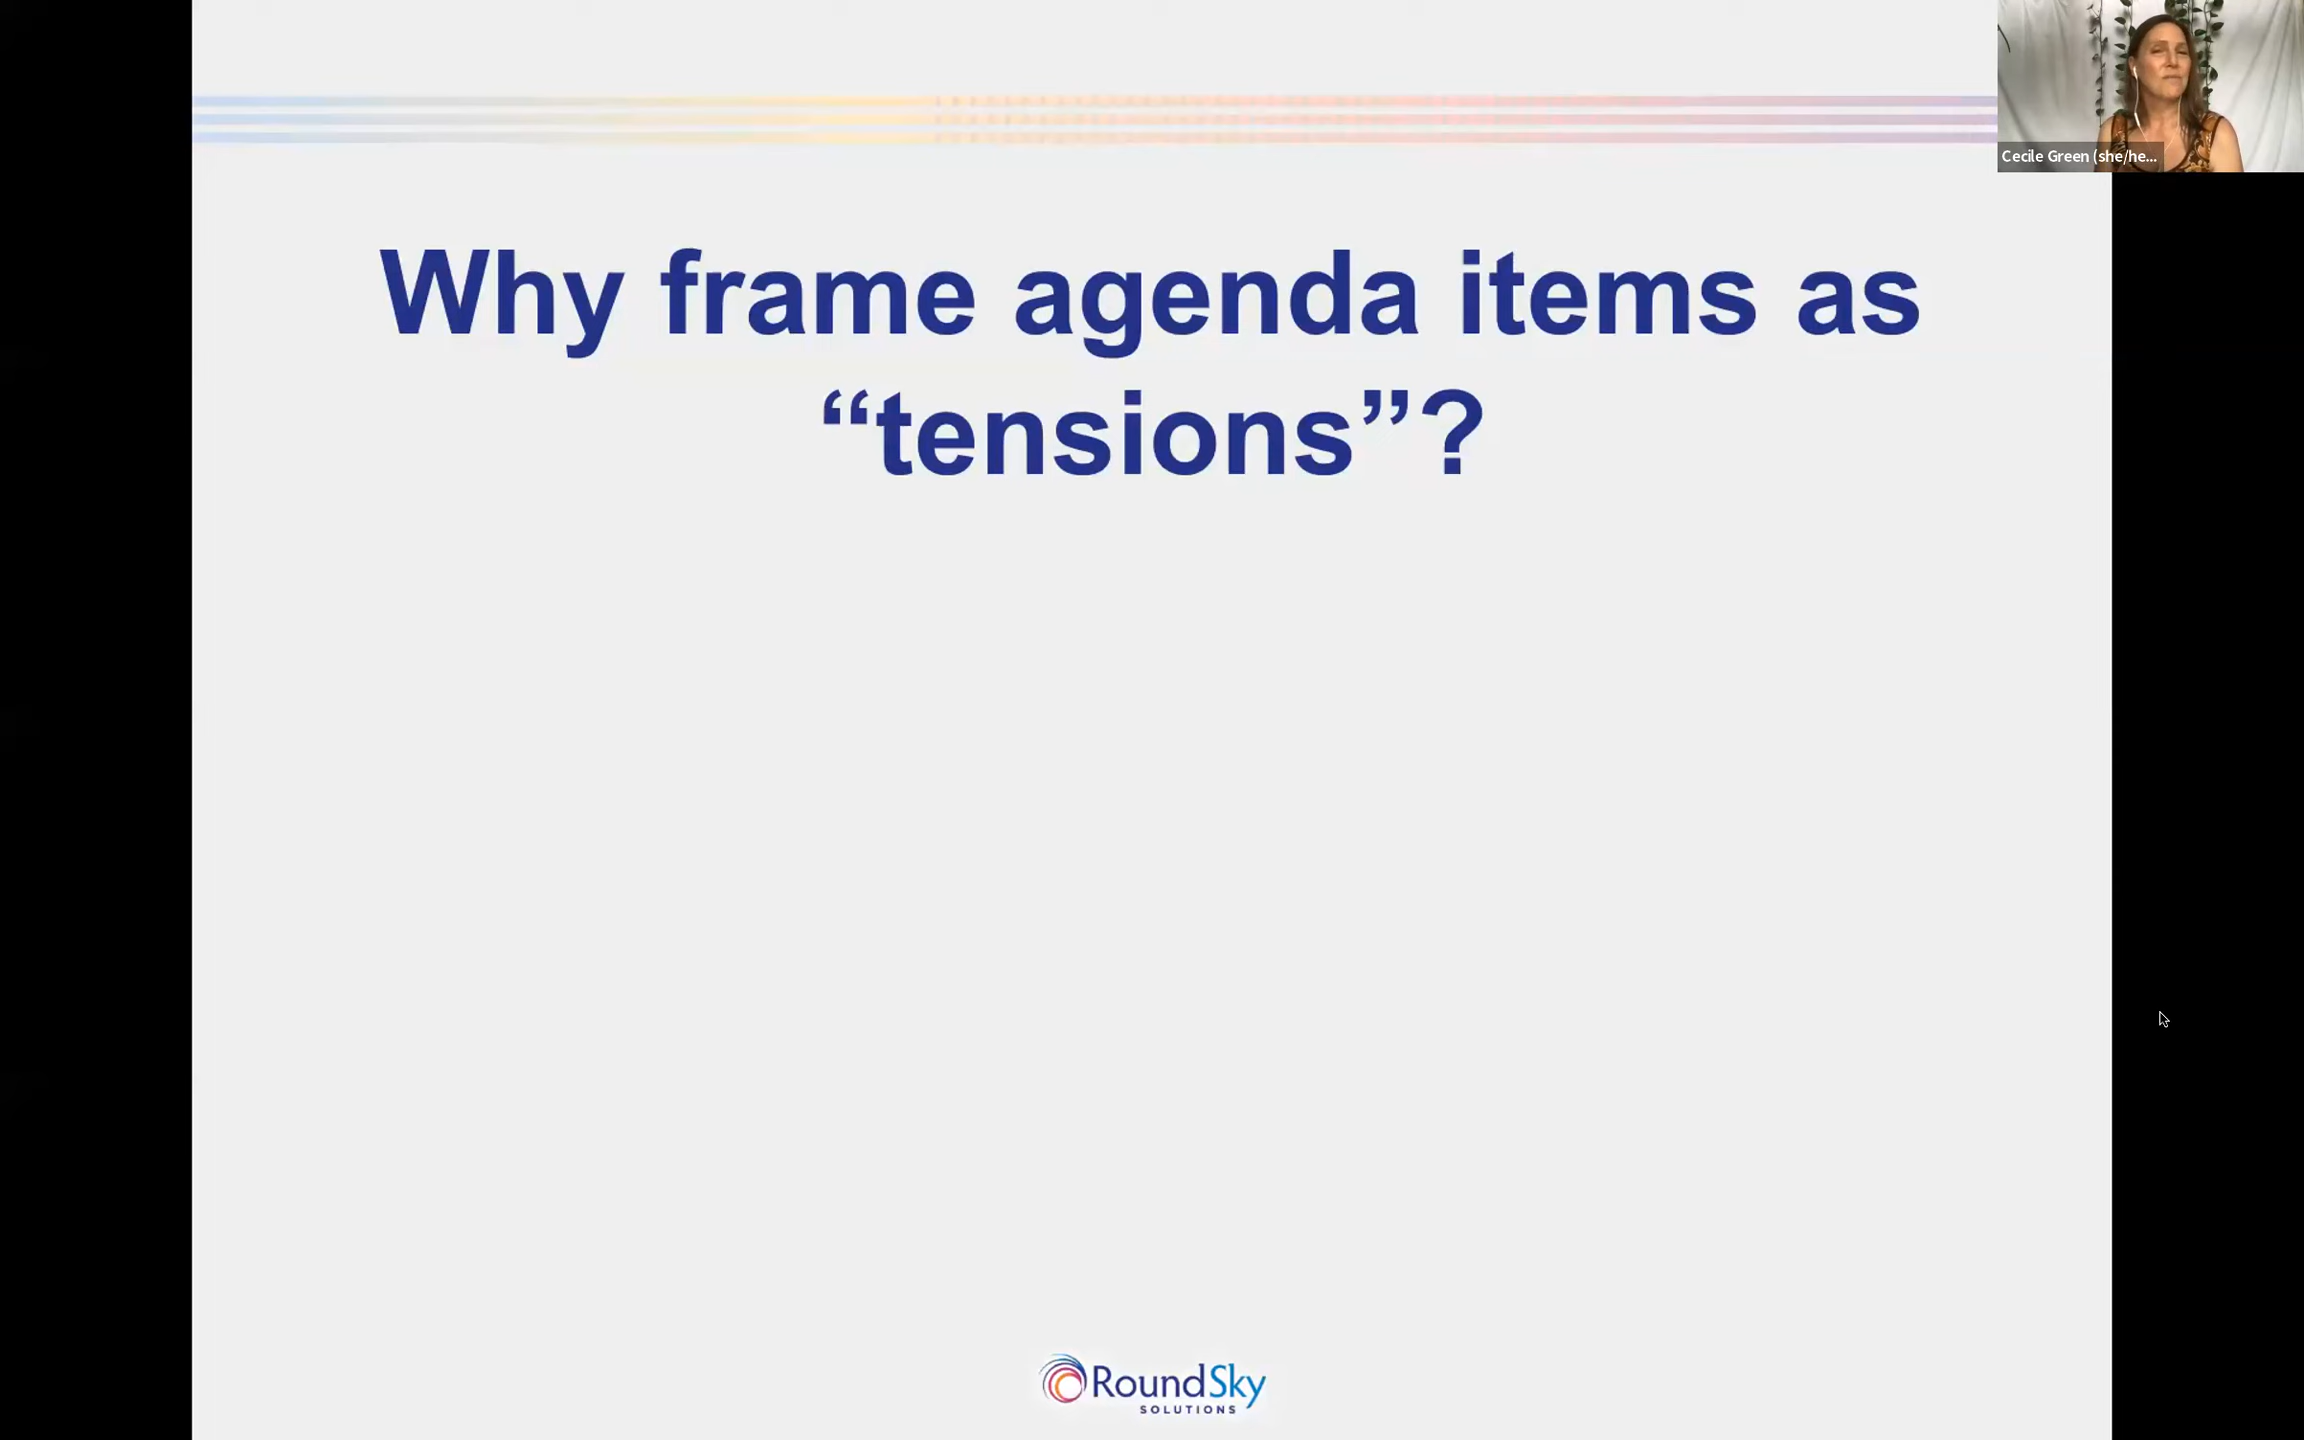 Cecile Green (she/he...
Why frame agenda items as
“tensions”?
RoundSky
SOLUTIONS